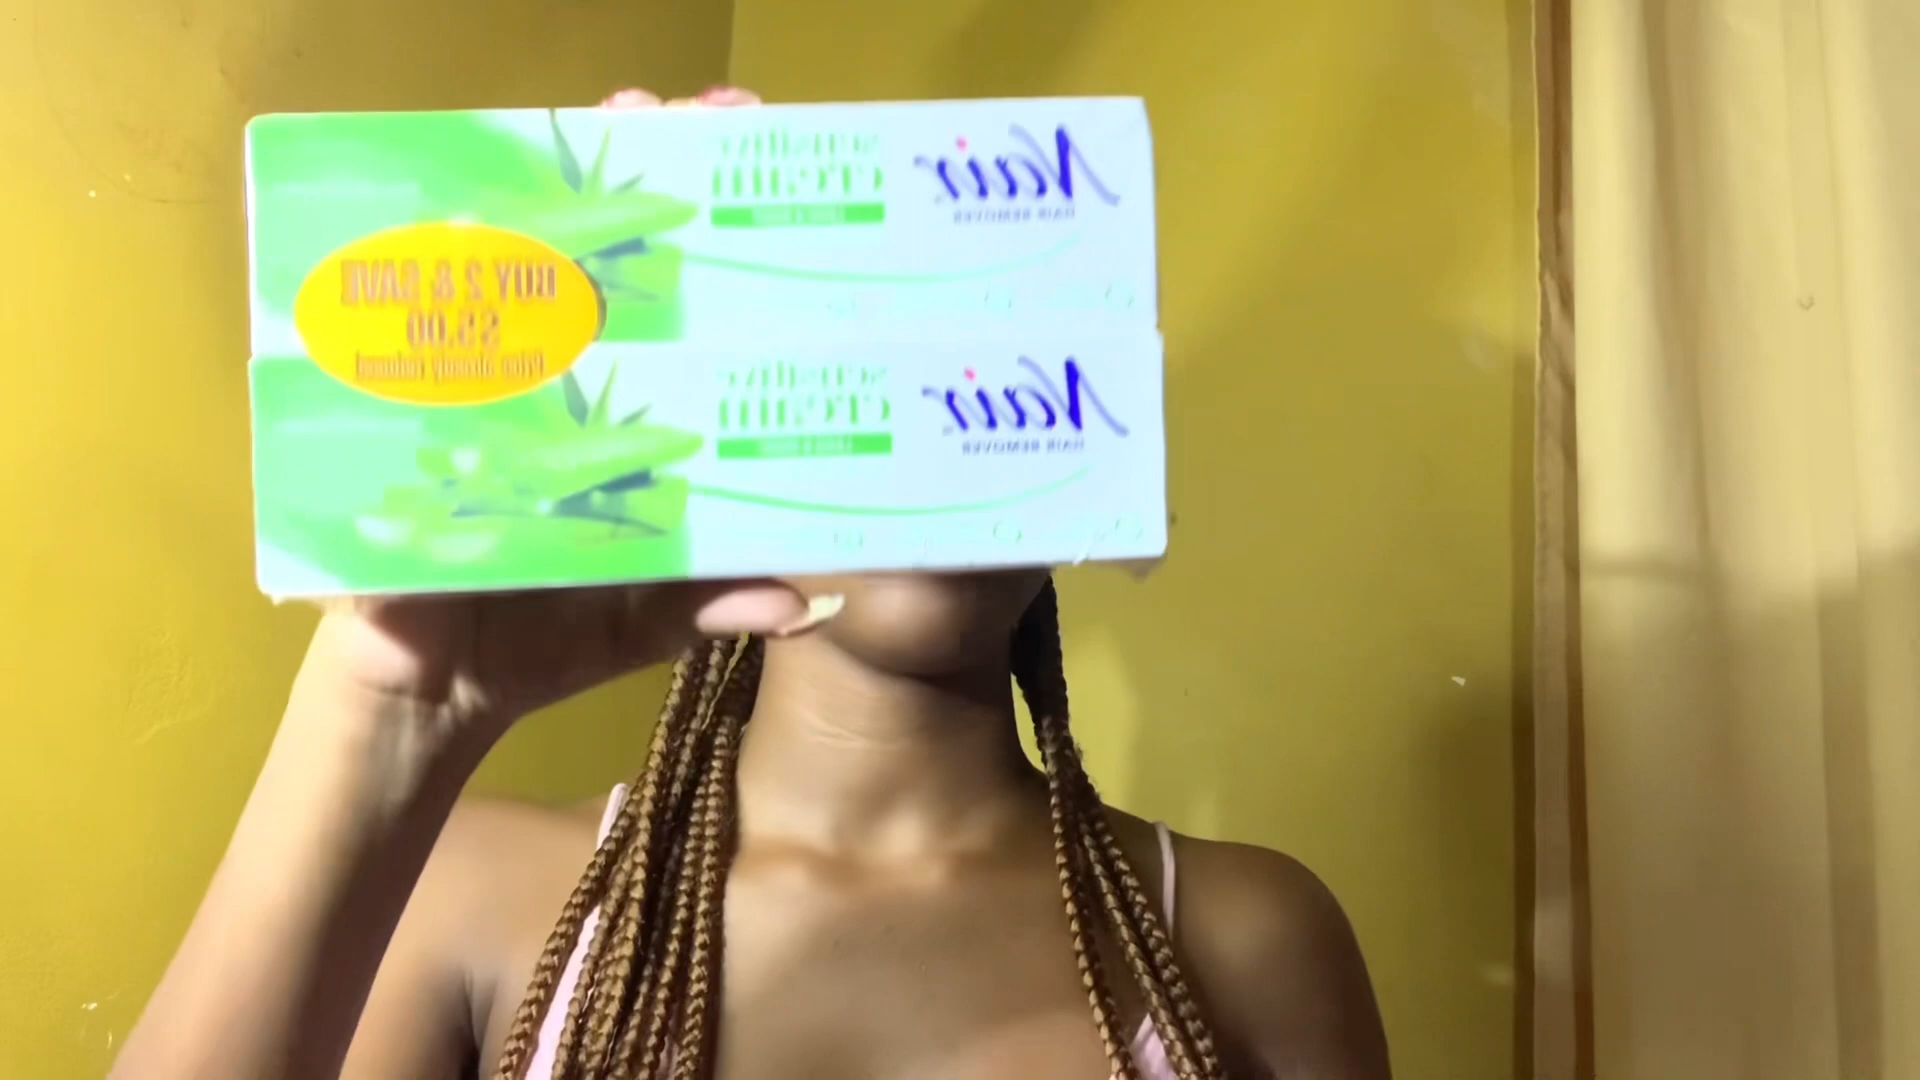 Nair
HAIR REMOVER
sensitive
cream
BUY 2 & SAVE
$5.00
Price already reduced
Nair
HAIR REMOVER
sensitive
cream